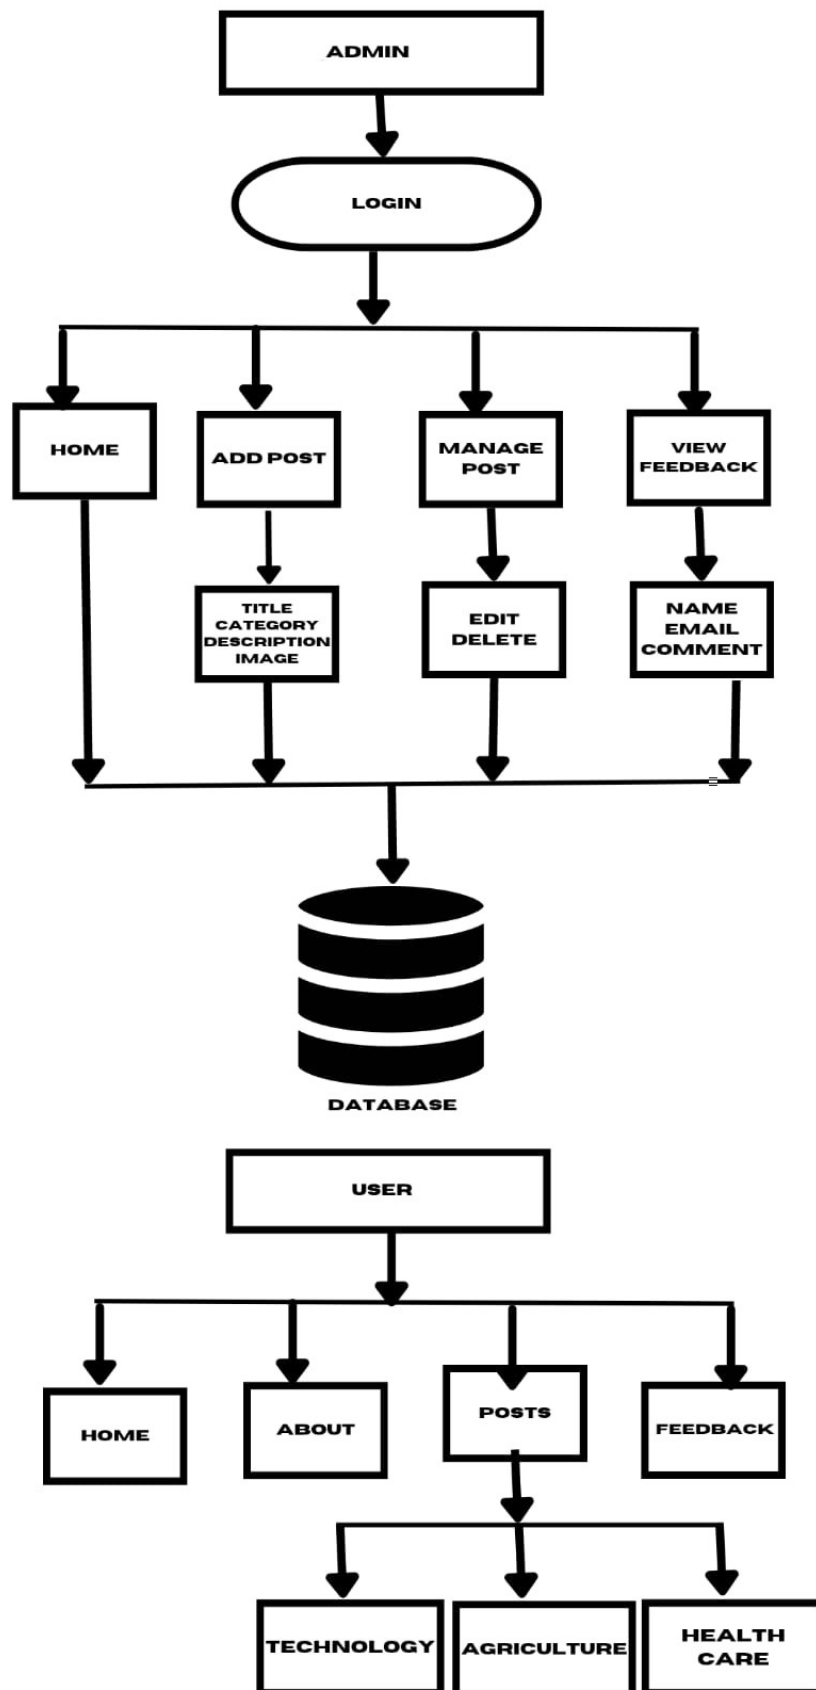 ADMIN
LOGIN
HOME
ADD POST
MANAGE
POST
VIEW
FEEDBACK
TITLE
CATEGORY
DESCRIPTION
IMAGE
EDIT
DELETE
NAME
EMAIL
COMMENT
DATABASE
USER
HOME
ABOUT
POSTS
FEEDBACK
TECHNOLOGY
AGRICULTURE
HEALTH
CARE